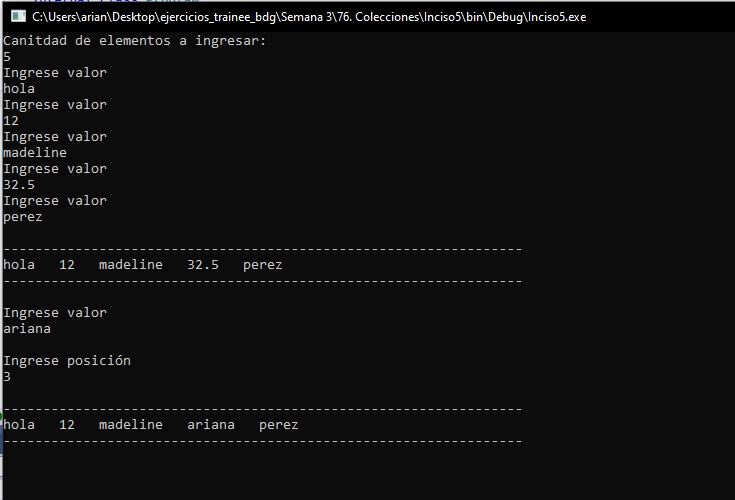 C:\Users\arian\Desktop\ejercicios_trainee_bdg\Semana 3\76. Colecciones\Inciso5\bin\Debug\Inciso5.exe
Canitdad de elementos a ingresar:
5
Ingrese valor
hola
Ingrese valor
12
Ingrese valor
madeline
Ingrese valor
32.5
Ingrese valor
perez
-----------------------------------------------------------------
hola   12   madeline   32.5   perez
-----------------------------------------------------------------
Ingrese valor
ariana
Ingrese posición
3
-----------------------------------------------------------------
hola   12   madeline   ariana   perez
-----------------------------------------------------------------